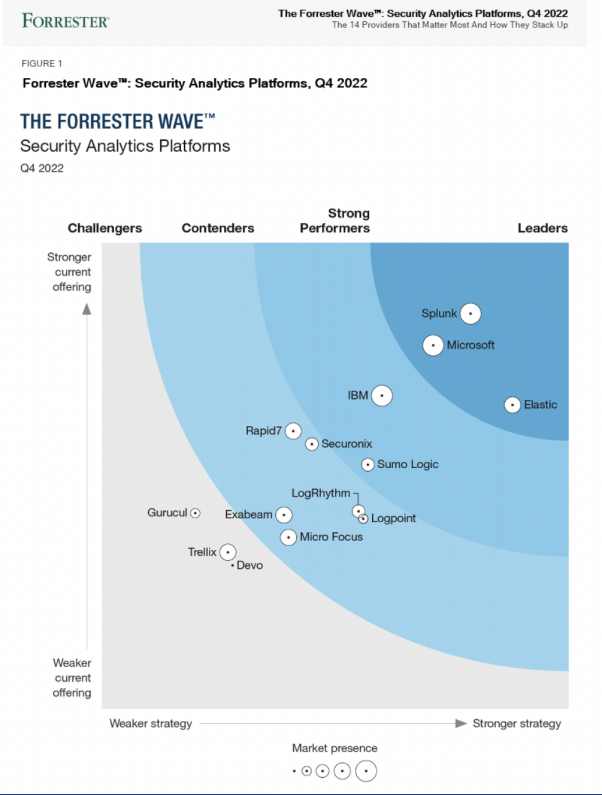 FORRESTER®
The Forrester Wave™: Security Analytics Platforms, Q4 2022
The 14 Providers That Matter Most And How They Stack Up
FIGURE 1
Forrester Wave™: Security Analytics Platforms, Q4 2022
THE FORRESTER WAVE™
Security Analytics Platforms
Q4 2022
Challengers
Contenders
Strong
Performers
Leaders
Stronger
current
offering
Splunk
Microsoft
IBM
Elastic
Rapid7
Securonix
Sumo Logic
LogRhythm
Gurucul
Exabeam
Logpoint
Micro Focus
Trellix
Devo
Weaker
current
offering
Weaker strategy
Stronger strategy
Market presence